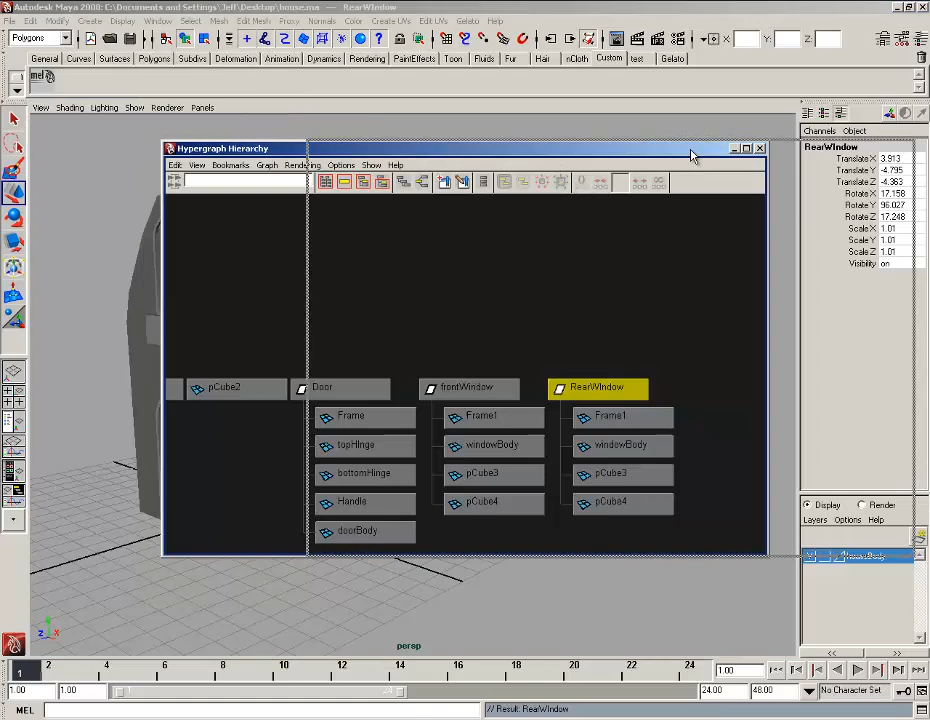 Autodesk Maya 2008: C:\Documents and Settings\Jeff\Desktop\house.ma --- RearWIndow
File Edit Modify Create Display Window Select Mesh Edit Mesh Proxy Normals Color Create UVs Edit UVs Gelato Help
Polygons X: Y: Z:
General Curves Surfaces Polygons Subdivs Deformation Animation Dynamics Rendering PaintEffects Toon Fluids Fur Hair nCloth Custom test Gelato
mel
View Shading Lighting Show Renderer Panels
Channels Object
RearWIndow
Translate X 3.913
Translate Y -4.795
Translate Z -4.363
Rotate X 17.158
Rotate Y 96.027
Rotate Z 17.248
Scale X 1.01
Scale Y 1.01
Scale Z 1.01
Visibility on
Hypergraph Hierarchy
Edit View Bookmarks Graph Rendering Options Show Help
pCube2 Door frontWindow RearWIndow
Frame Frame1 Frame1
topHInge windowBody windowBody
bottomHinge pCube3 pCube3
Handle pCube4 pCube4
doorBody
Display Render
Layers Options Help
V houseBody
persp
z x
2 4 6 8 10 12 14 16 18 20 22 24
1 1.00
1.00 1.00 24 24.00 48.00 No Character Set
MEL // Result: RearWIndow